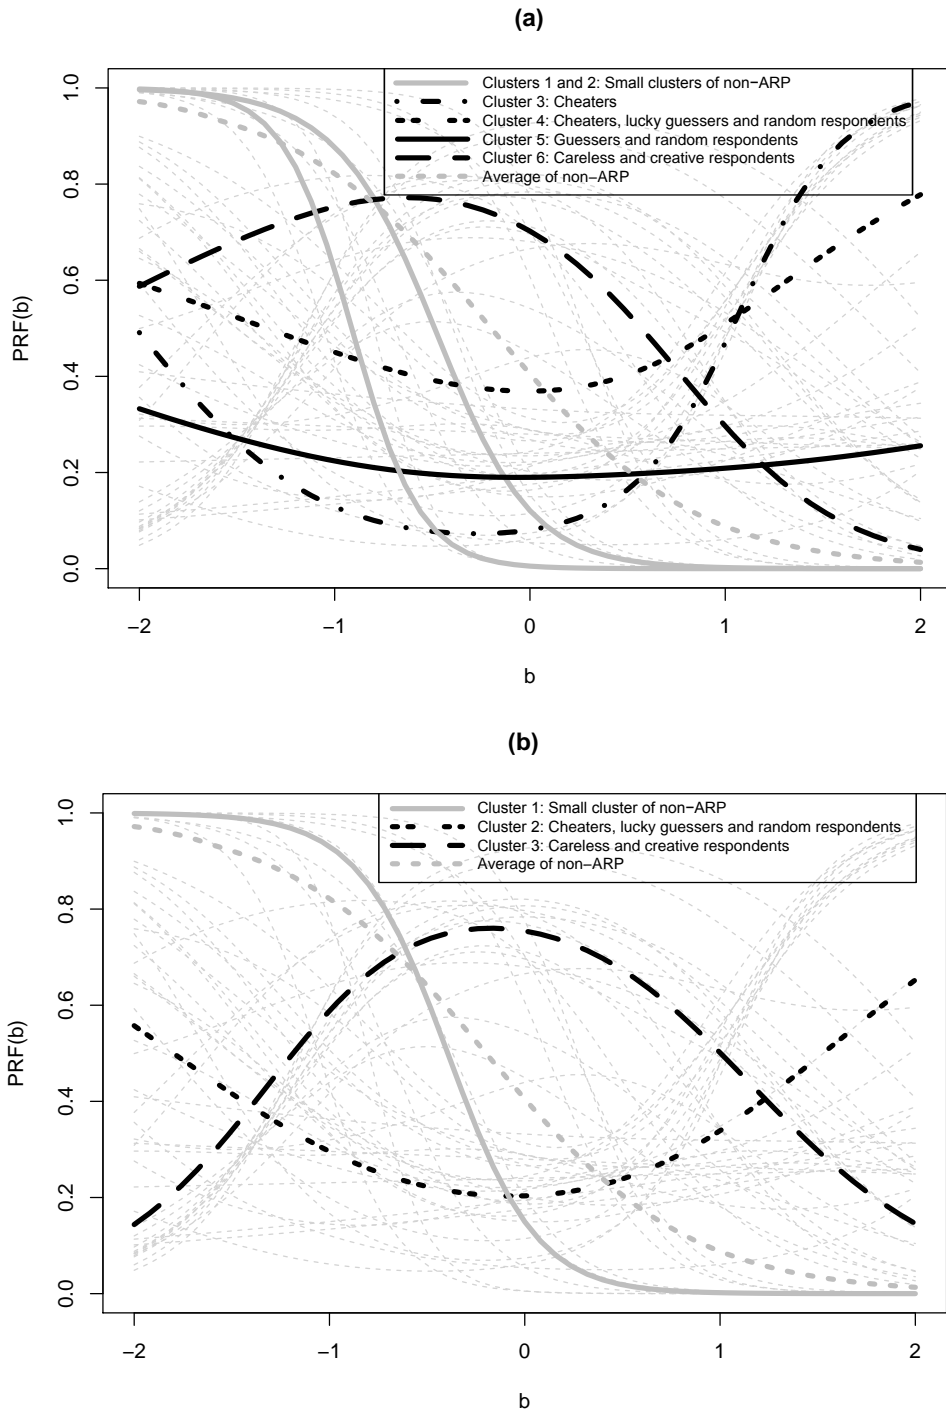 (a)
Clusters 1 and 2: Small clusters of non−ARP
Cluster 3: Cheaters
Cluster 4: Cheaters, lucky guessers and random respondents
Cluster 5: Guessers and random respondents
Cluster 6: Careless and creative respondents
Average of non−ARP
1.0
0.8
0.6
0.4
0.2
0.0
PRF(b)
−2 −1 0 1 2
b
(b)
Cluster 1: Small cluster of non−ARP
Cluster 2: Cheaters, lucky guessers and random respondents
Cluster 3: Careless and creative respondents
Average of non−ARP
1.0
0.8
0.6
0.4
0.2
0.0
PRF(b)
−2 −1 0 1 2
b